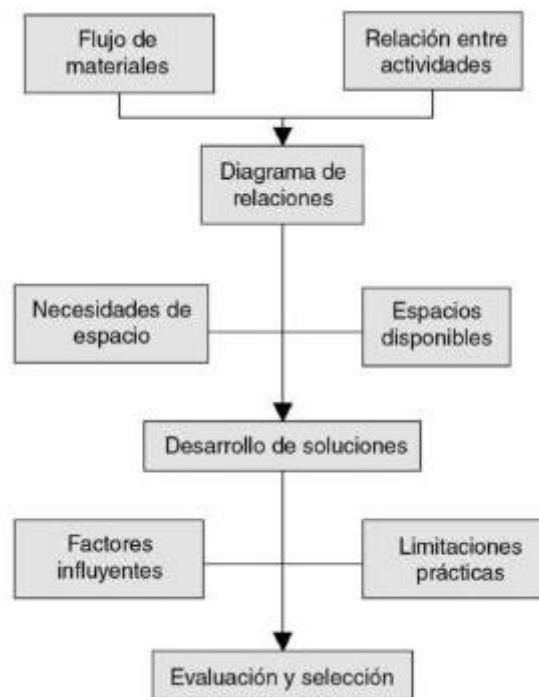 Flujo de
materiales
Relación entre
actividades
Diagrama de
relaciones
Necesidades de
espacio
Espacios
disponibles
Desarrollo de soluciones
Factores
influyentes
Limitaciones
prácticas
Evaluación y selección